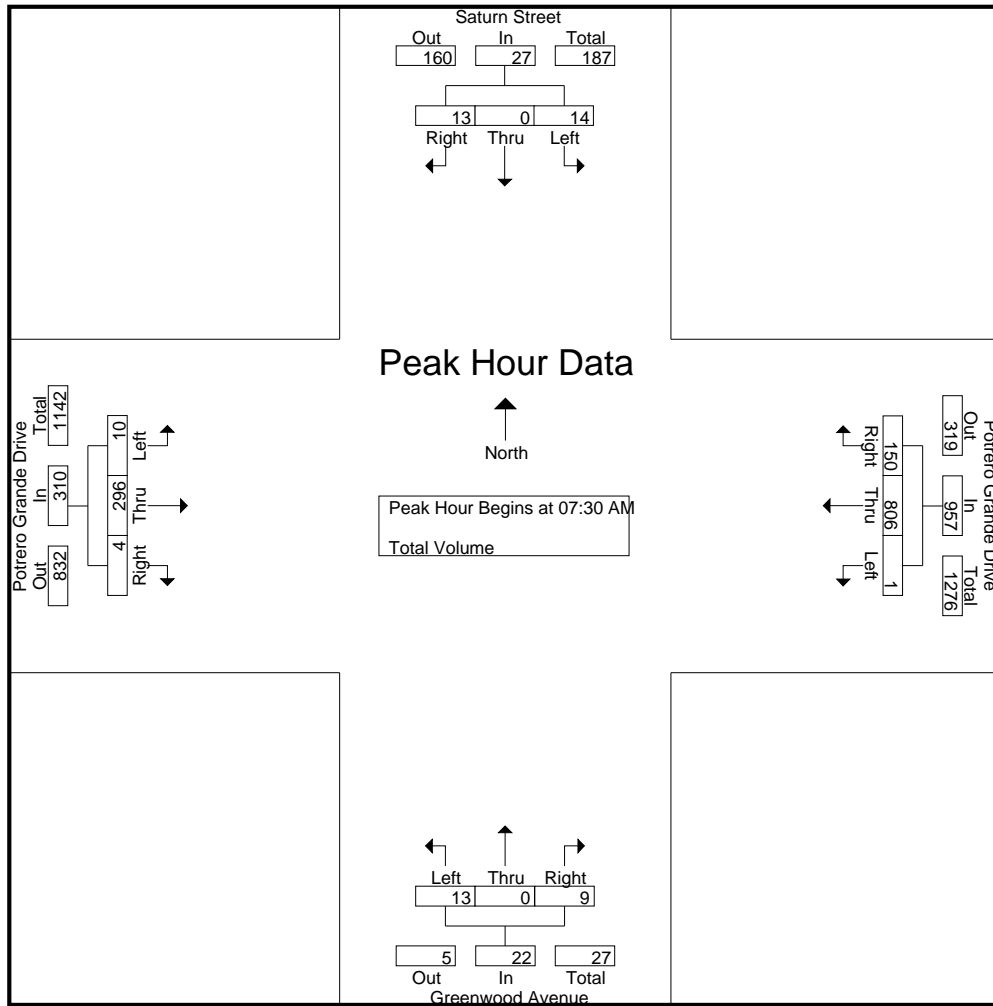 Saturn Street
Out In Total
160 27 187
13 0 14
Right Thru Left
Peak Hour Data
North
Peak Hour Begins at 07:30 AM
Total Volume
Potrero Grande Drive
Out In Total
832 310 1142
4 296 10
Right Thru Left
Potrero Grande Drive
Out In Total
319 957 1276
150 806 1
Right Thru Left
Left Thru Right
13 0 9
5 22 27
Out In Total
Greenwood Avenue